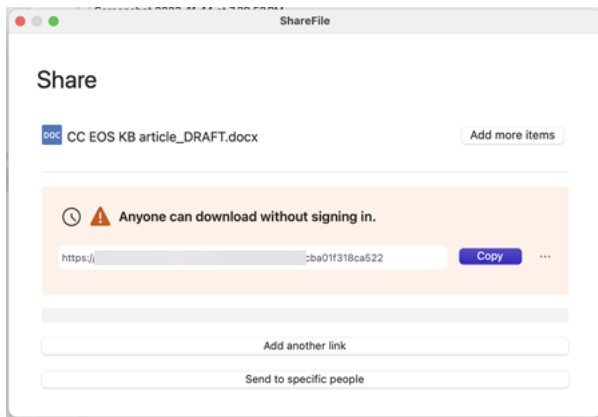 ShareFile
Share
DOC CC EOS KB article_DRAFT.docx
Add more items
Anyone can download without signing in.
https:/ cba01f318ca522
Copy
Add another link
Send to specific people